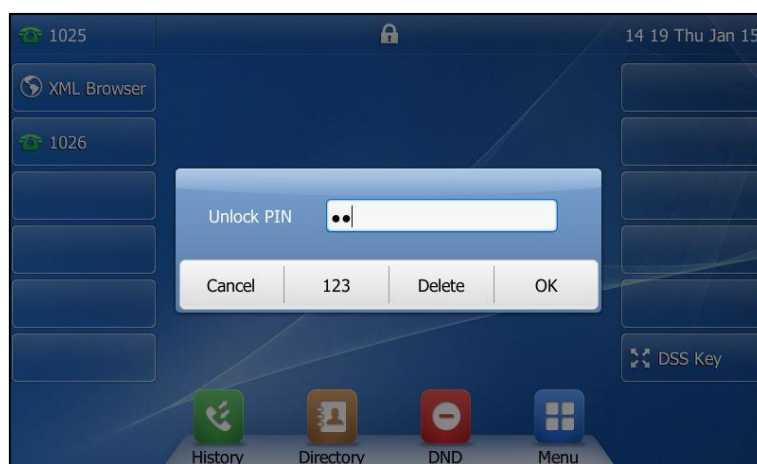 1025
14 19 Thu Jan 15
XML Browser
1026
Unlock PIN ●●
Cancel 123 Delete OK
DSS Key
History Directory DND Menu